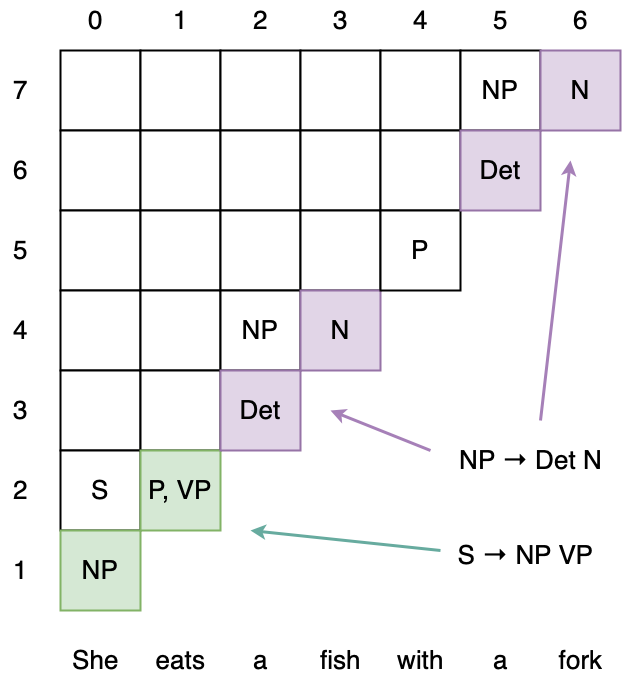 0 1 2 3 4 5 6
7 NP N
6 Det
5 P
4 NP N
3 Det
NP → Det N
2 S P, VP
S → NP VP
1 NP
She eats a fish with a fork